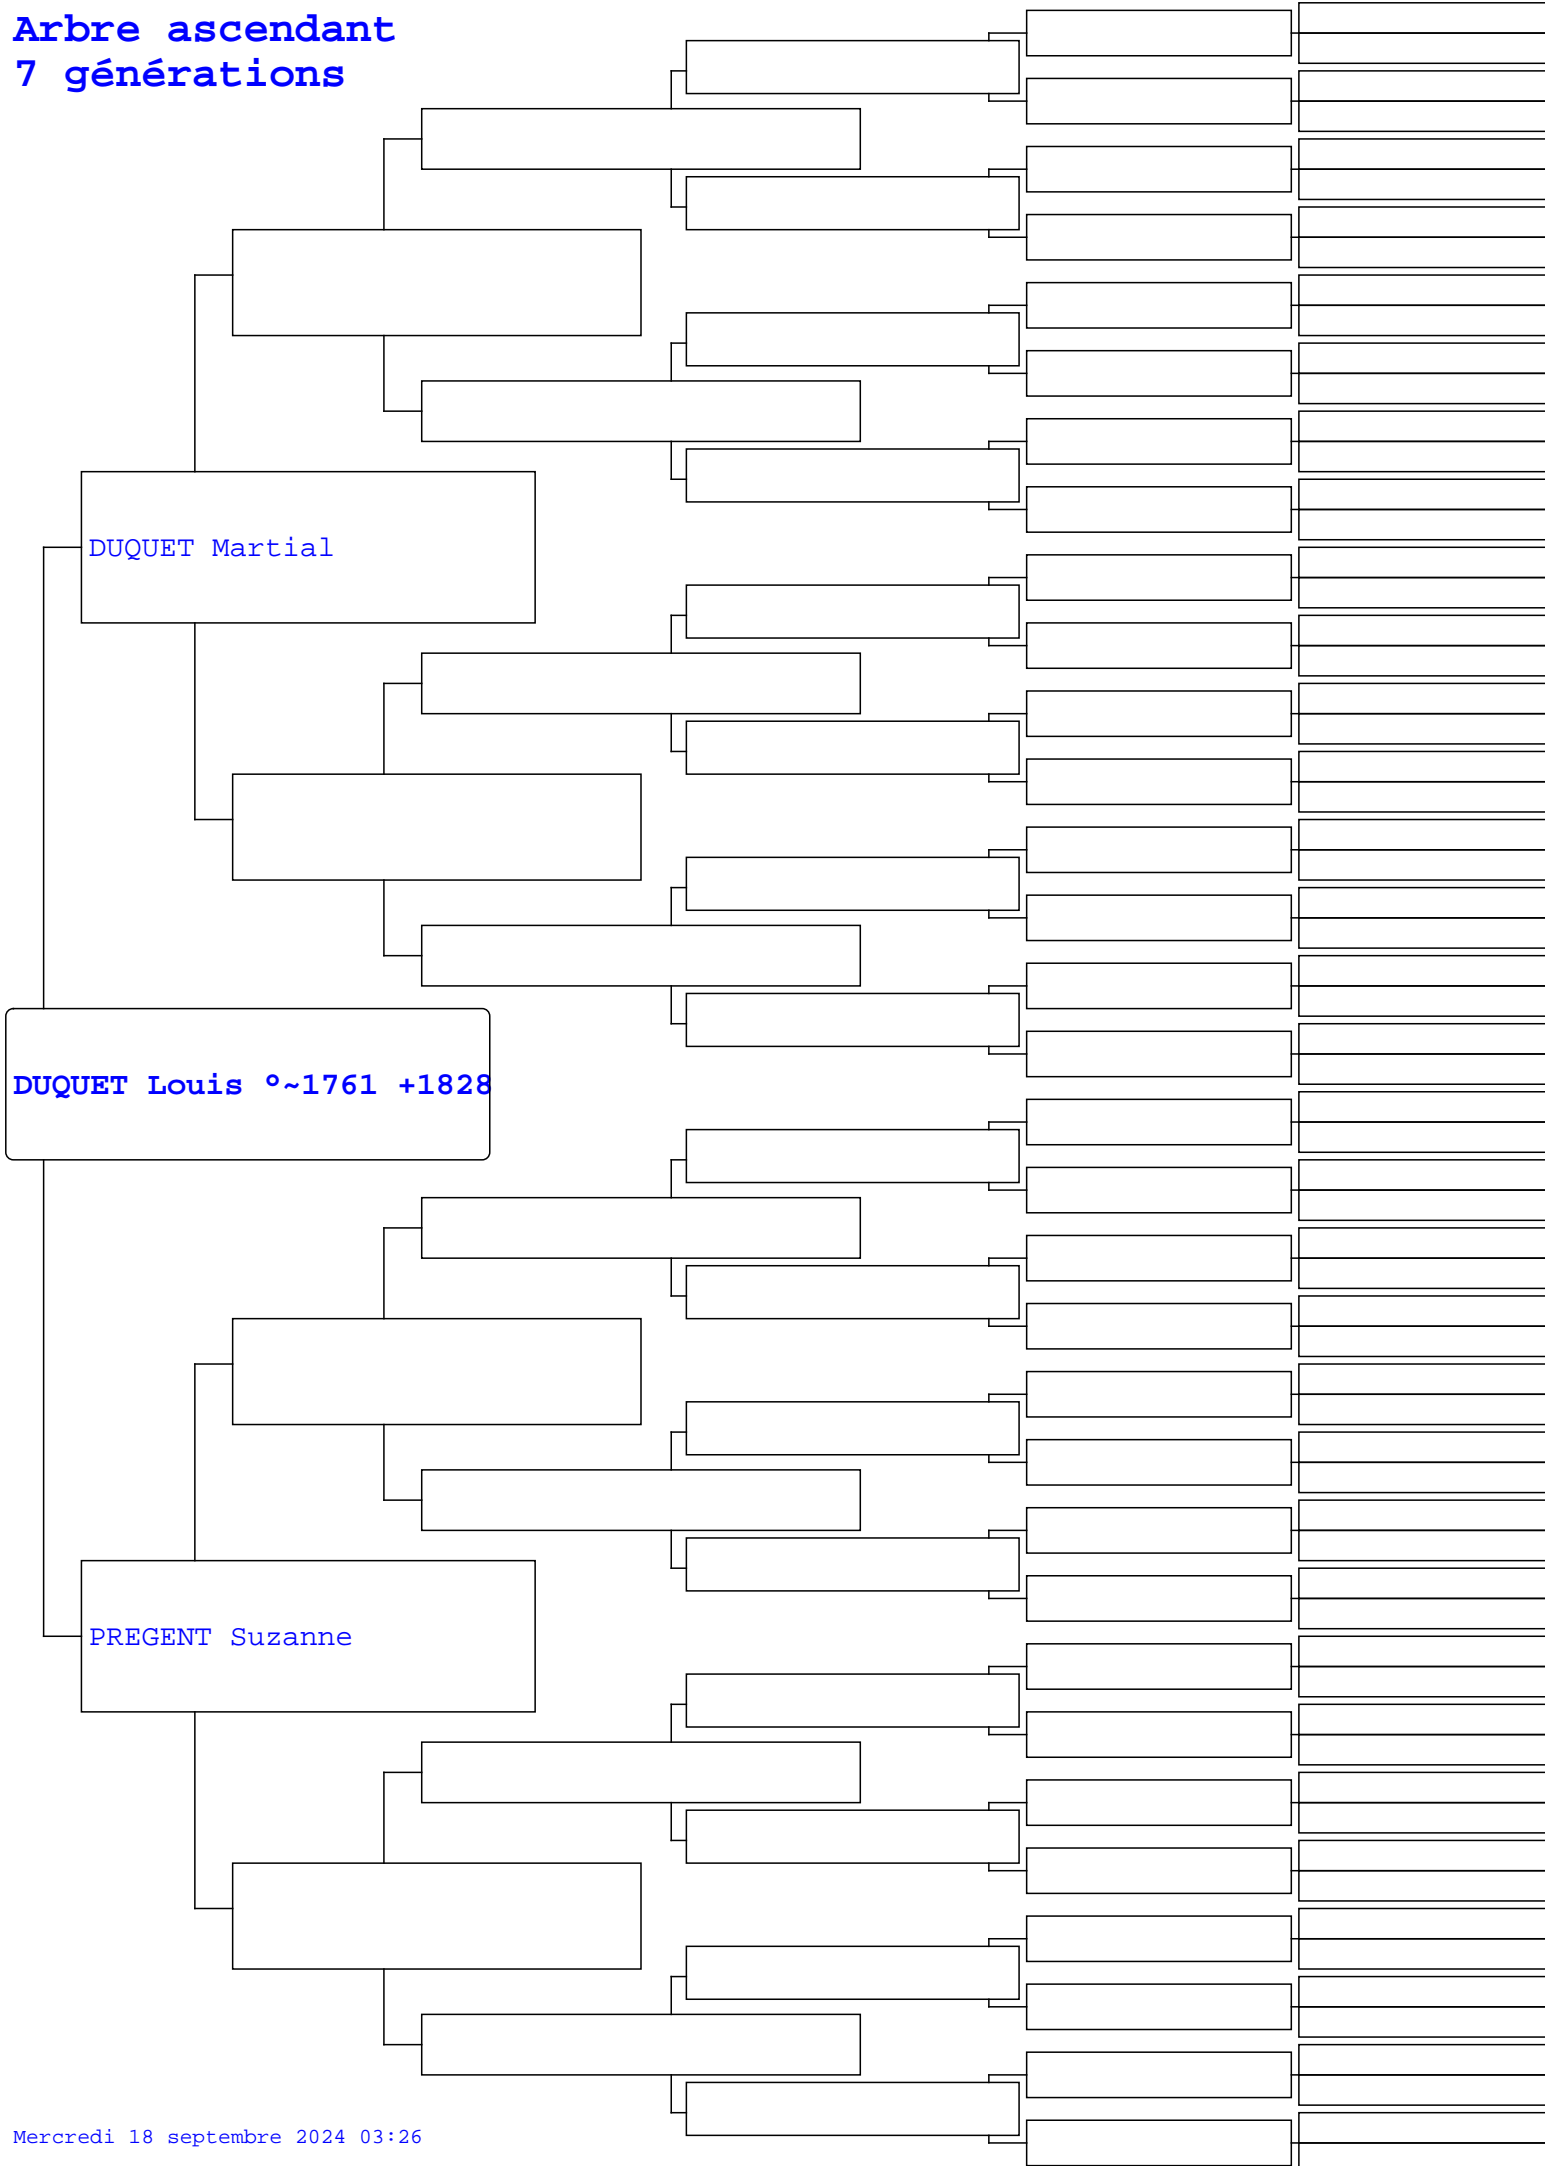 Arbre ascendant
7 générations
DUQUET Martial
DUQUET Louis °~1761 +1828
PREGENT Suzanne
Mercredi 18 septembre 2024 03:26